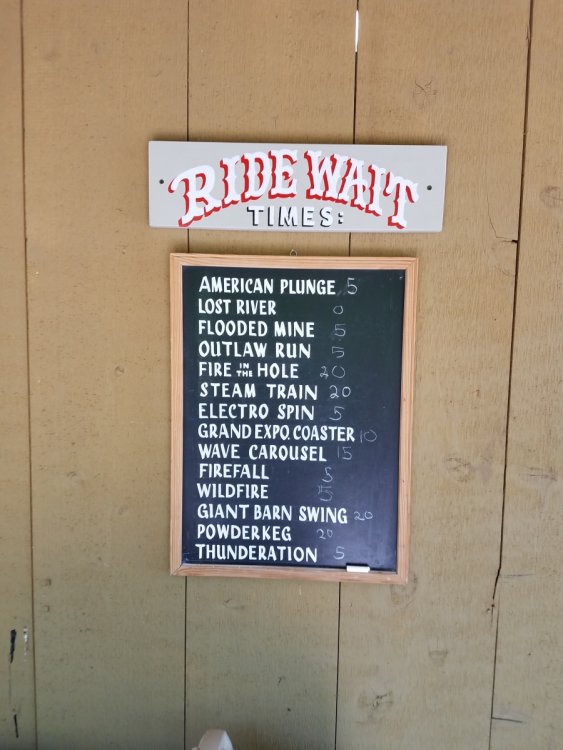 RIDE WAIT
TIMES:
AMERICAN PLUNGE 5
LOST RIVER 0
FLOODED MINE 5
OUTLAW RUN 5
FIRE IN THE HOLE 20
STEAM TRAIN 20
ELECTRO SPIN 5
GRAND EXPO. COASTER 10
WAVE CAROUSEL 15
FIREFALL 5
WILDFIRE 5
GIANT BARN SWING 20
POWDERKEG 20
THUNDERATION 5